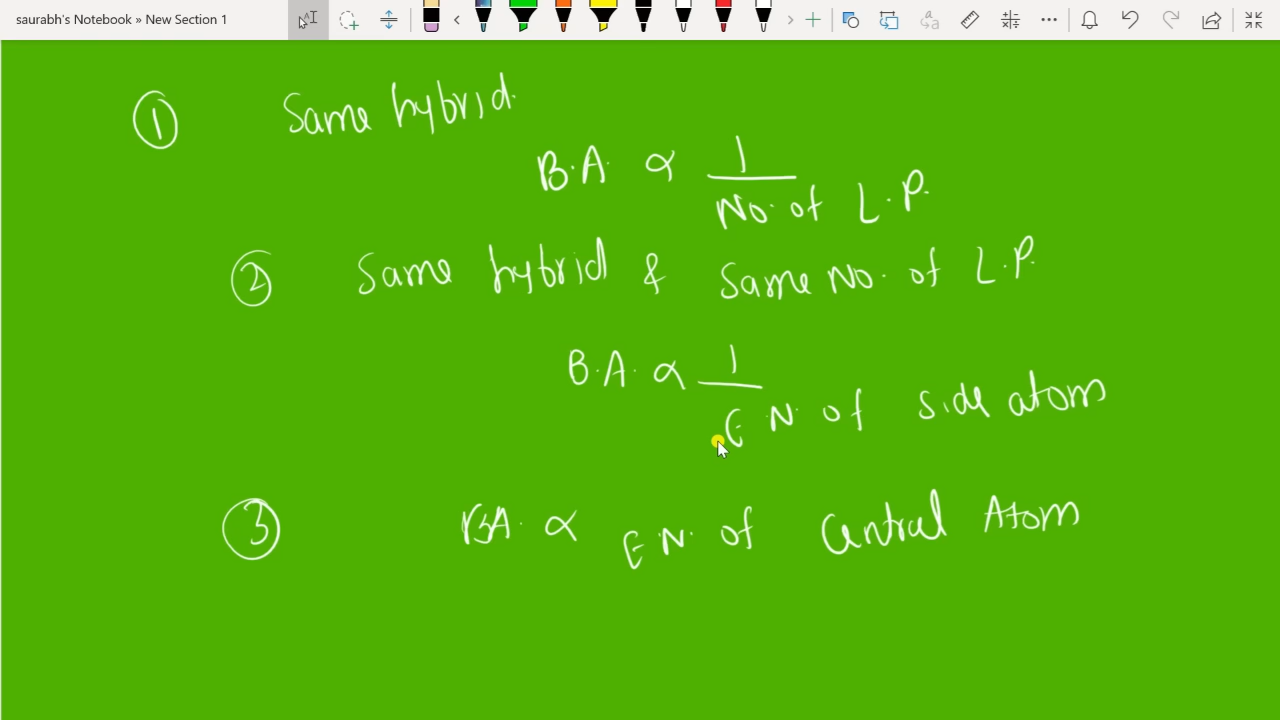 saurabh's Notebook » New Section 1
① Same hybrid.
B.A. ∝ 1
No. of L.P.
② Same hybrid & Same No. of L.P.
B.A. ∝ 1
E N. of side atom
③ BA. ∝ E N. of Central Atom